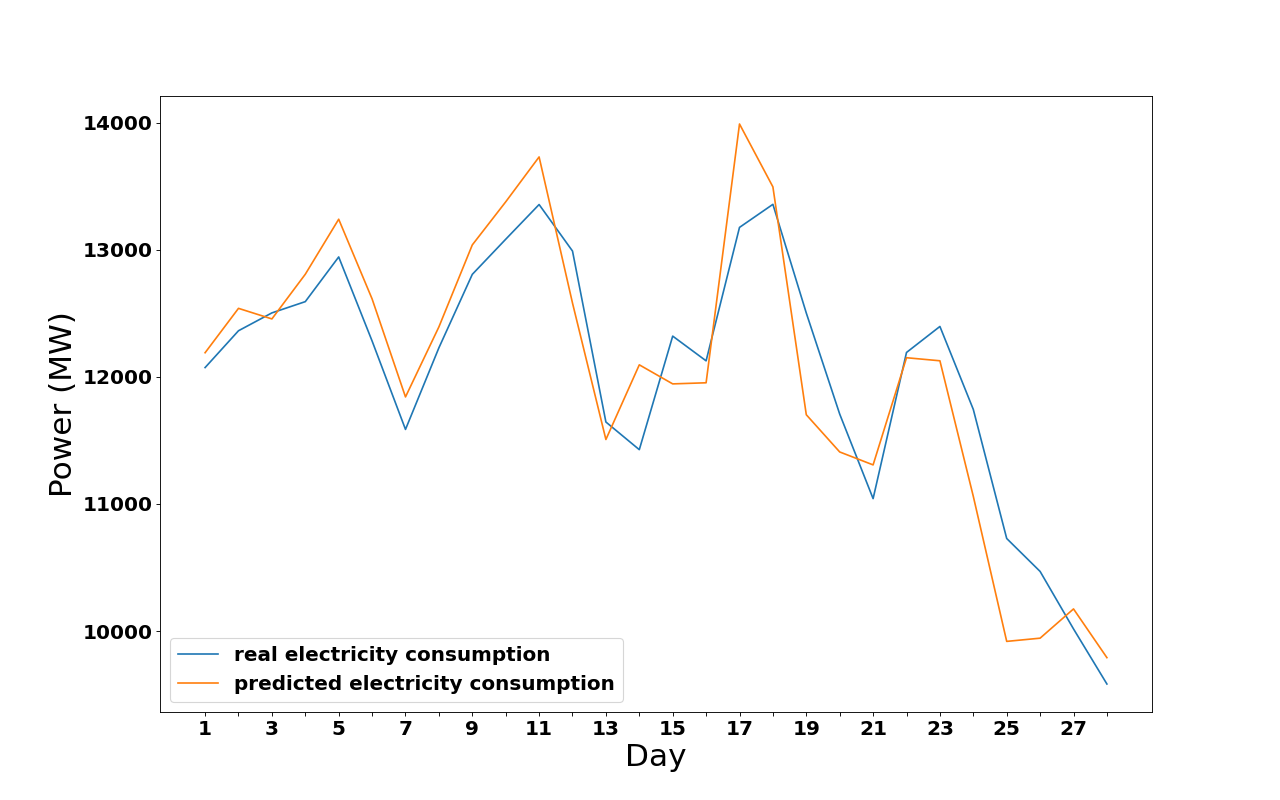 14000
13000
12000
11000
10000
Power (MW)
real electricity consumption
predicted electricity consumption
1 3 5 7 9 11 13 15 17 19 21 23 25 27
Day